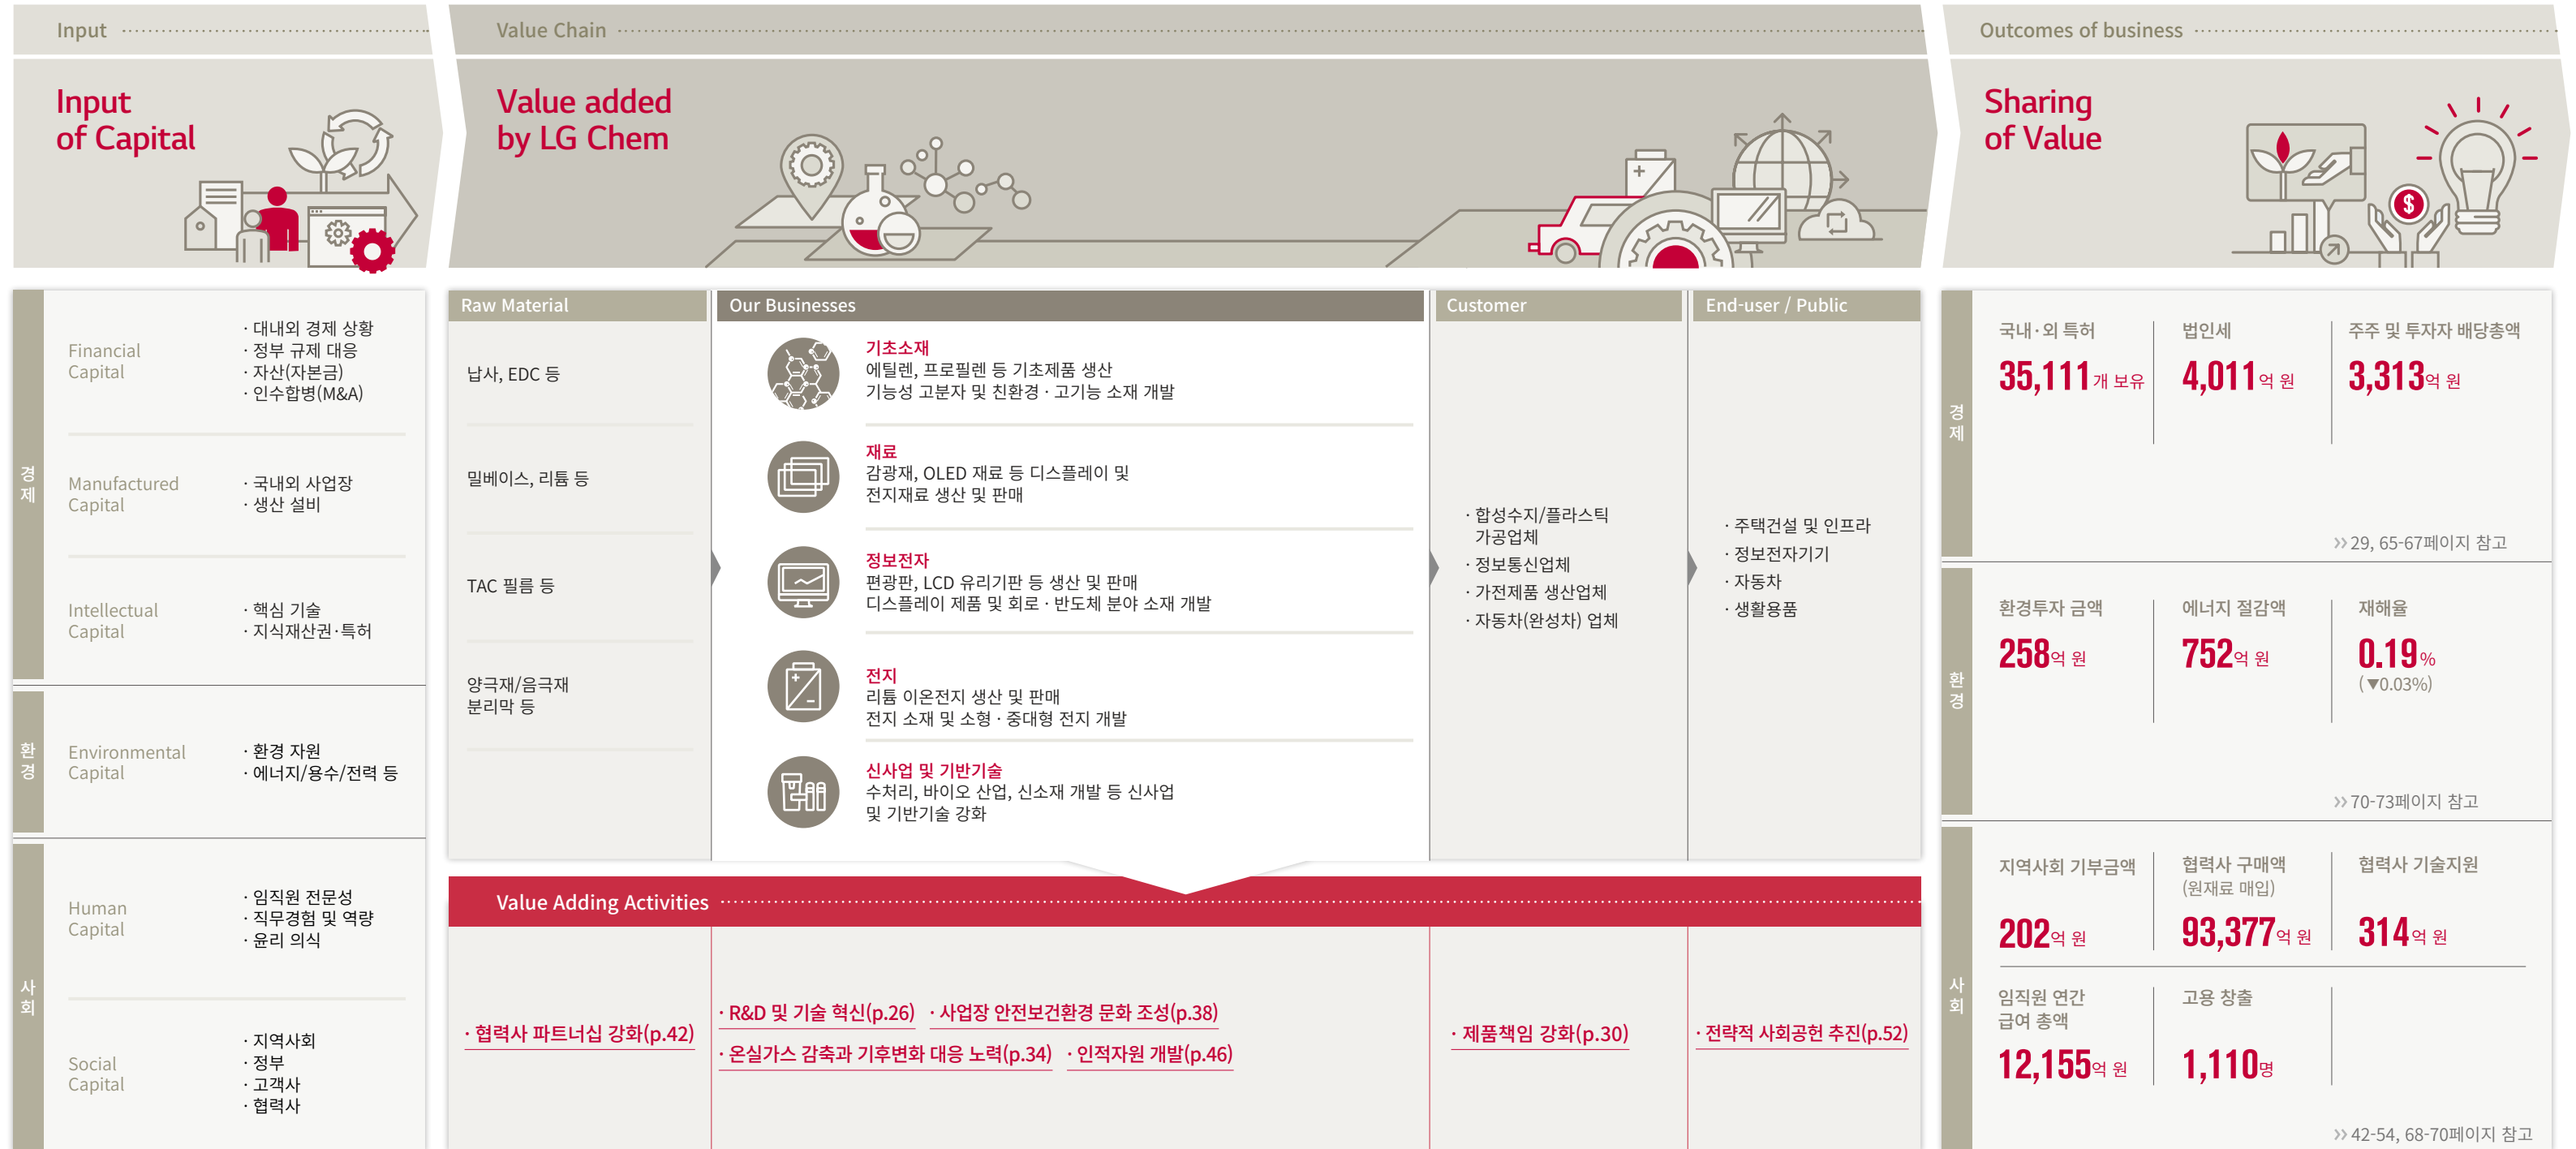 Input
Input
of Capital
경제
Financial
Capital
· 대내외 경제 상황
· 정부 규제 대응
· 자산(자본금)
· 인수합병(M&A)
Manufactured
Capital
· 국내외 사업장
· 생산 설비
Intellectual
Capital
· 핵심 기술
· 지식재산권·특허
환경
Environmental
Capital
· 환경 자원
· 에너지/용수/전력 등
사회
Human
Capital
· 임직원 전문성
· 직무경험 및 역량
· 윤리 의식
Social
Capital
· 지역사회
· 정부
· 고객사
· 협력사
Value Chain
Value added
by LG Chem
Raw Material
납사, EDC 등
밀베이스, 리튬 등
TAC 필름 등
양극재/음극재
분리막 등
Our Businesses
기초소재
에틸렌, 프로필렌 등 기초제품 생산
기능성 고분자 및 친환경 · 고기능 소재 개발
재료
감광재, OLED 재료 등 디스플레이 및
전지재료 생산 및 판매
정보전자
편광판, LCD 유리기판 등 생산 및 판매
디스플레이 제품 및 회로 · 반도체 분야 소재 개발
전지
리튬 이온전지 생산 및 판매
전지 소재 및 소형 · 중대형 전지 개발
신사업 및 기반기술
수처리, 바이오 산업, 신소재 개발 등 신사업
및 기반기술 강화
Customer
· 합성수지/플라스틱
가공업체
· 정보통신업체
· 가전제품 생산업체
· 자동차(완성차) 업체
End-user / Public
· 주택건설 및 인프라
· 정보전자기기
· 자동차
· 생활용품
Value Adding Activities
· 협력사 파트너십 강화(p.42)
· R&D 및 기술 혁신(p.26) · 사업장 안전보건환경 문화 조성(p.38)
· 온실가스 감축과 기후변화 대응 노력(p.34) · 인적자원 개발(p.46)
· 제품책임 강화(p.30)
· 전략적 사회공헌 추진(p.52)
Outcomes of business
Sharing
of Value
$
경제
국내·외 특허
35,111개 보유
법인세
4,011억 원
주주 및 투자자 배당총액
3,313억 원
» 29, 65-67페이지 참고
환경
환경투자 금액
258억 원
에너지 절감액
752억 원
재해율
0.19%
(▼0.03%)
» 70-73페이지 참고
사회
지역사회 기부금액
202억 원
협력사 구매액
(원재료 매입)
93,377억 원
협력사 기술지원
314억 원
임직원 연간
급여 총액
12,155억 원
고용 창출
1,110명
» 42-54, 68-70페이지 참고